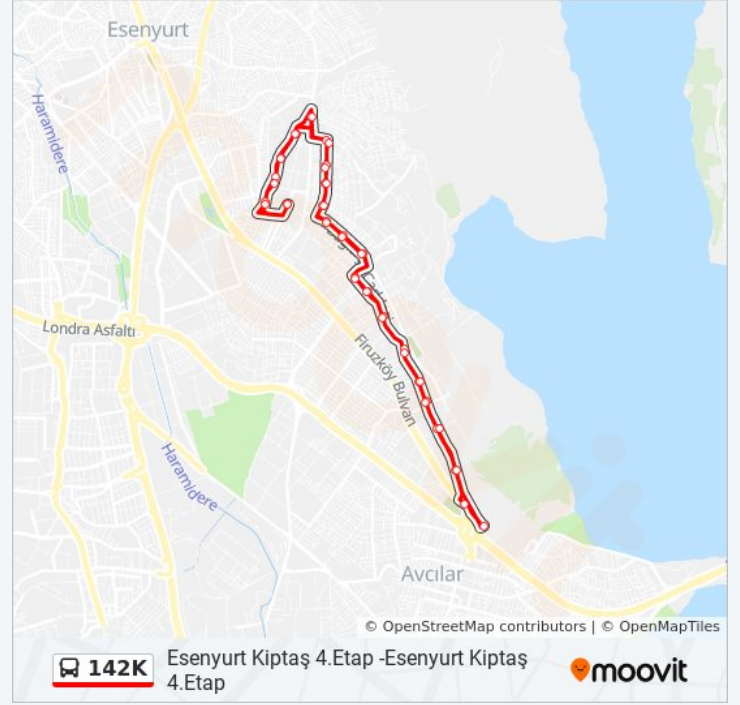 Esenyurt
Haramidere
Londra Asfaltı
Firuzköy Bulvarı
Haramidere
Avcılar
© OpenStreetMap contributors | © OpenMapTiles
142K
Esenyurt Kiptaş 4.Etap -Esenyurt Kiptaş
4.Etap
moovit